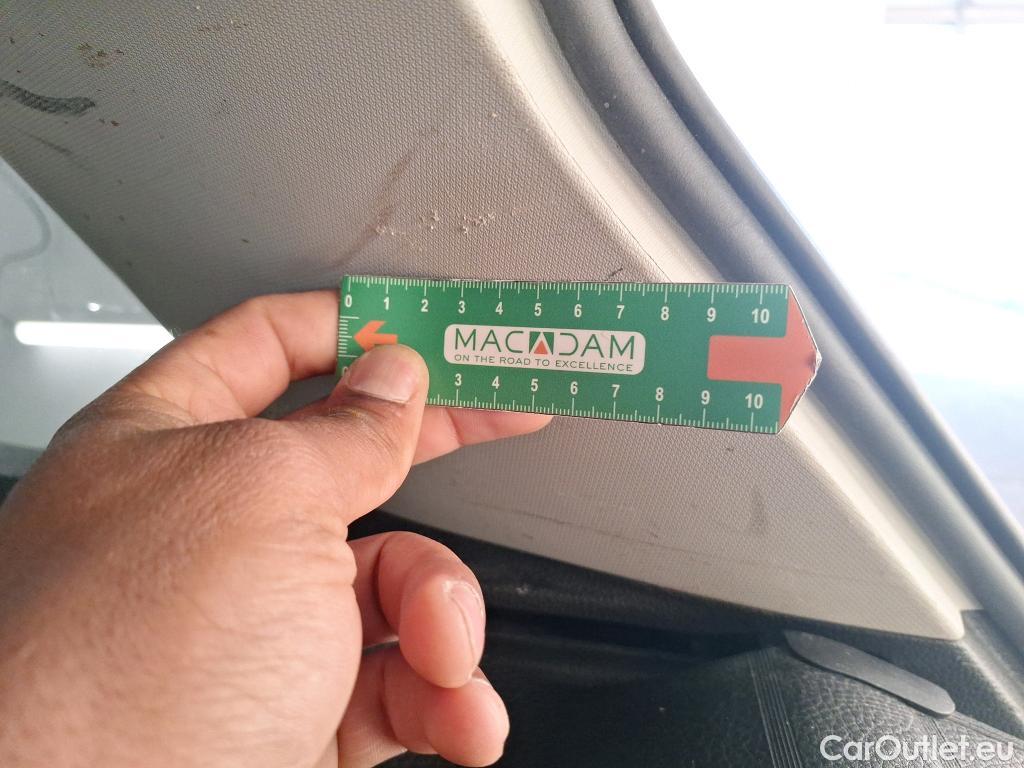 0 1 2 3 4 5 6 7 8 9 10
MACADAM
ON THE ROAD TO EXCELLENCE
3 4 5 6 7 8 9 10
CarOutlet.eu